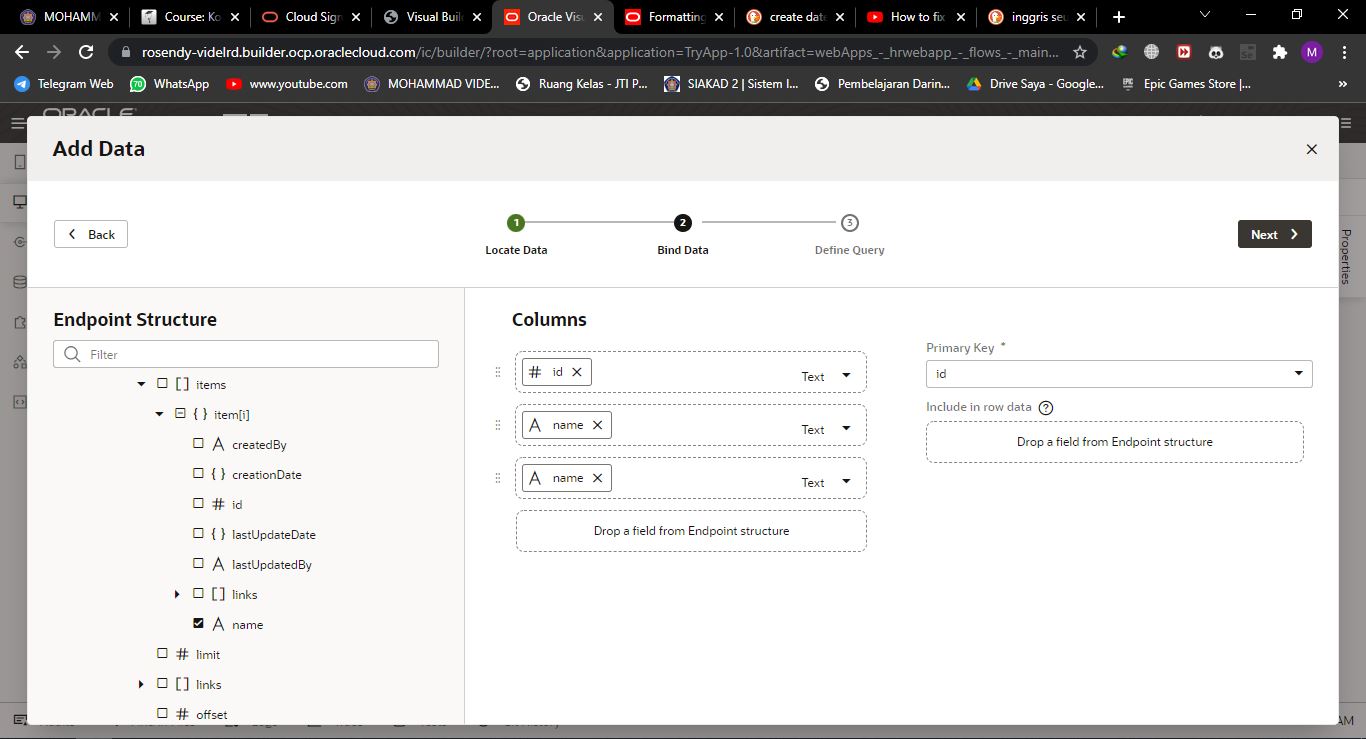 MOHAMM
Course: Ko
Cloud Sign
Visual Buil
Oracle Visu
Formatting
create date
How to fix
inggris seu
rosendy-videlrd.builder.ocp.oraclecloud.com/ic/builder/?root=application&application=TryApp-1.0&artifact=webApps_-_hrwebapp_-_flows_-_main...
M
Telegram Web
70
WhatsApp
www.youtube.com
MOHAMMAD VIDE...
Ruang Kelas - JTI P...
SIAKAD 2 | Sistem I...
Pembelajaran Darin...
Drive Saya - Google...
Epic Games Store |...
»
ORACLE
Add Data
Back
1
2
3
Locate Data
Bind Data
Define Query
Next
Properties
Endpoint Structure
Filter
[ ] items
{ } item[i]
A createdBy
{ } creationDate
# id
{ } lastUpdateDate
A lastUpdatedBy
[ ] links
A name
# limit
[ ] links
# offset
Columns
# id
Text
A name
Text
A name
Text
Drop a field from Endpoint structure
Primary Key *
id
Include in row data ?
Drop a field from Endpoint structure
AM